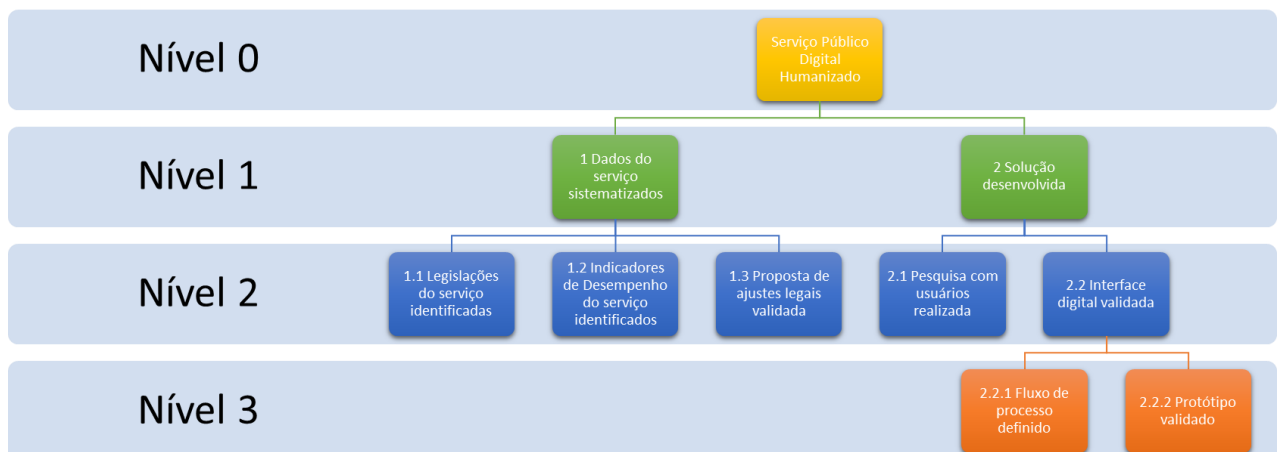 Nível 0
Serviço Público
Digital
Humanizado
Nível 1
1 Dados do
serviço
sistematizados
2 Solução
desenvolvida
Nível 2
1.1 Legislações
do serviço
identificadas
1.2 Indicadores
de Desempenho
do serviço
identificados
1.3 Proposta de
ajustes legais
validada
2.1 Pesquisa com
usuários
realizada
2.2 Interface
digital validada
Nível 3
2.2.1 Fluxo de
processo
definido
2.2.2 Protótipo
validado